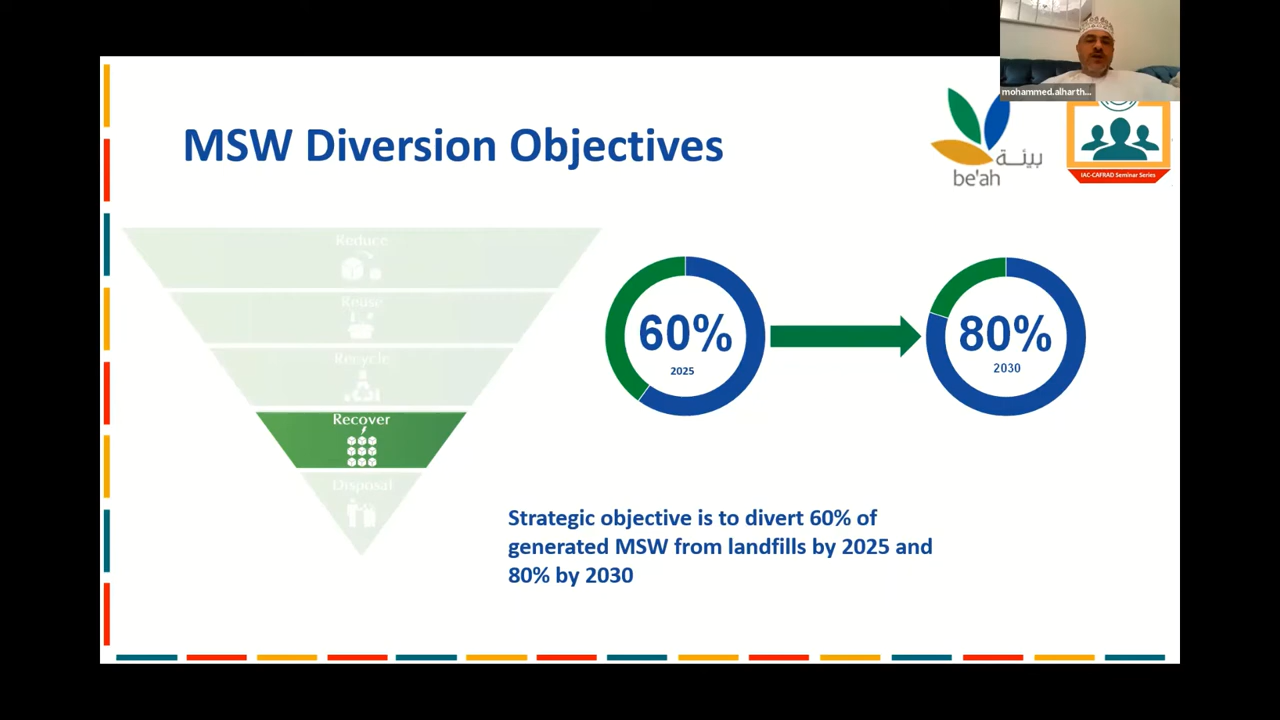 mohammed.alharth...
MSW Diversion Objectives
بيئـــة
be'ah
IAC-CAFRAD Seminar Series
Reduce
Reuse
Recycle
Recover
Disposal
60%
2025
80%
2030
Strategic objective is to divert 60% of
generated MSW from landfills by 2025 and
80% by 2030